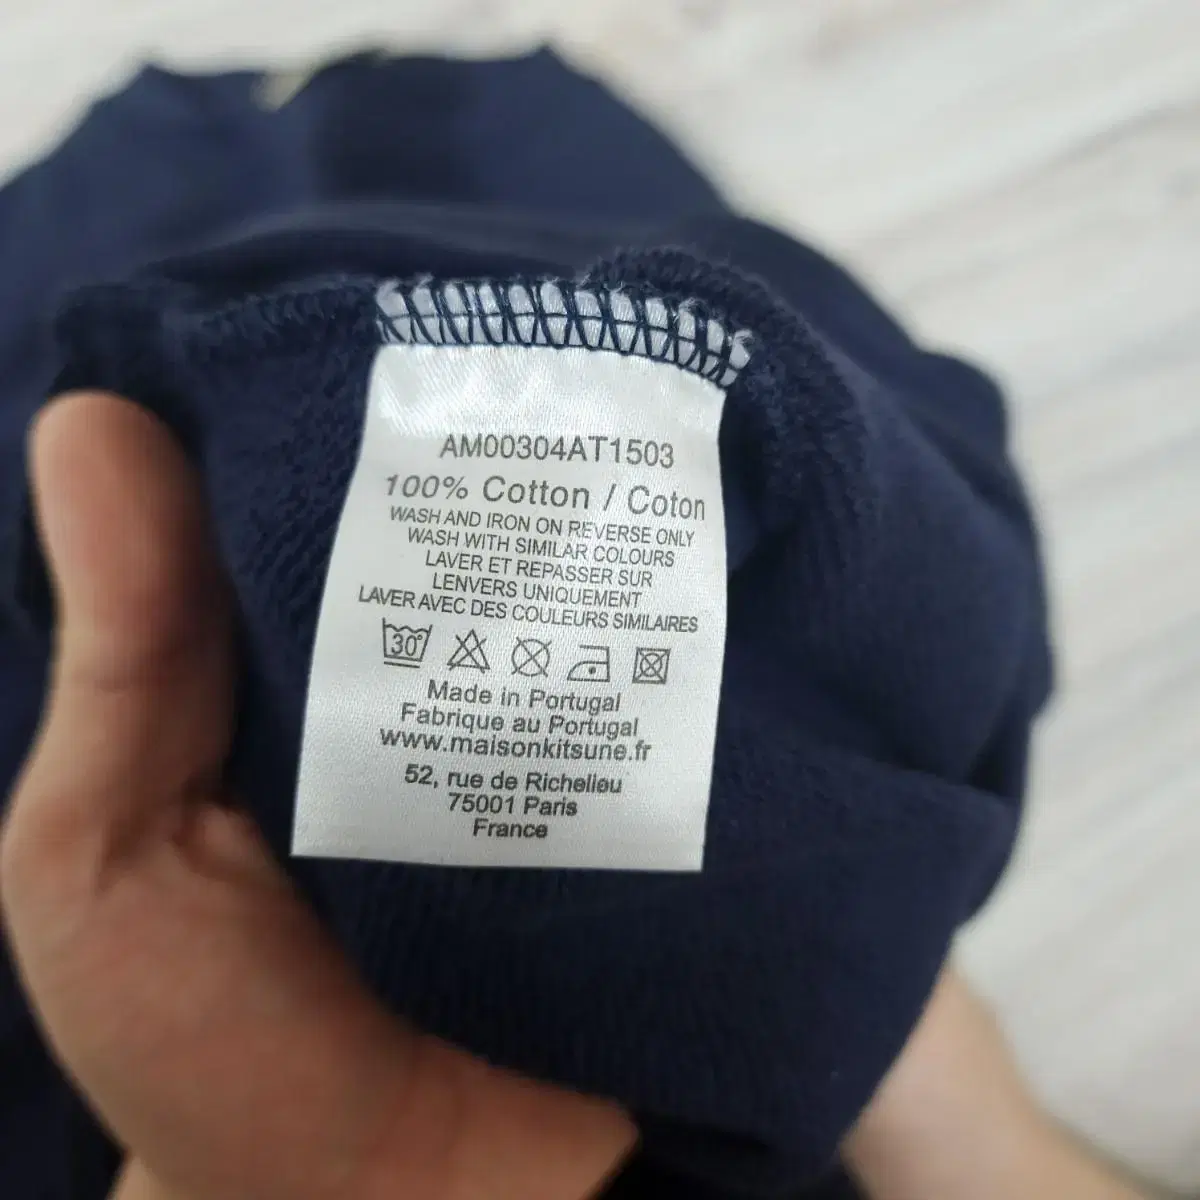 AM00304AT1503
100% Cotton / Coton
WASH AND IRON ON REVERSE ONLY
WASH WITH SIMILAR COLOURS
LAVER ET REPASSER SUR
LENVERS UNIQUEMENT
LAVER AVEC DES COULEURS SIMILAIRES
30°
Made in Portugal
Fabrique au Portugal
www.maisonkitsune.fr
52, rue de Richelieu
75001 Paris
France